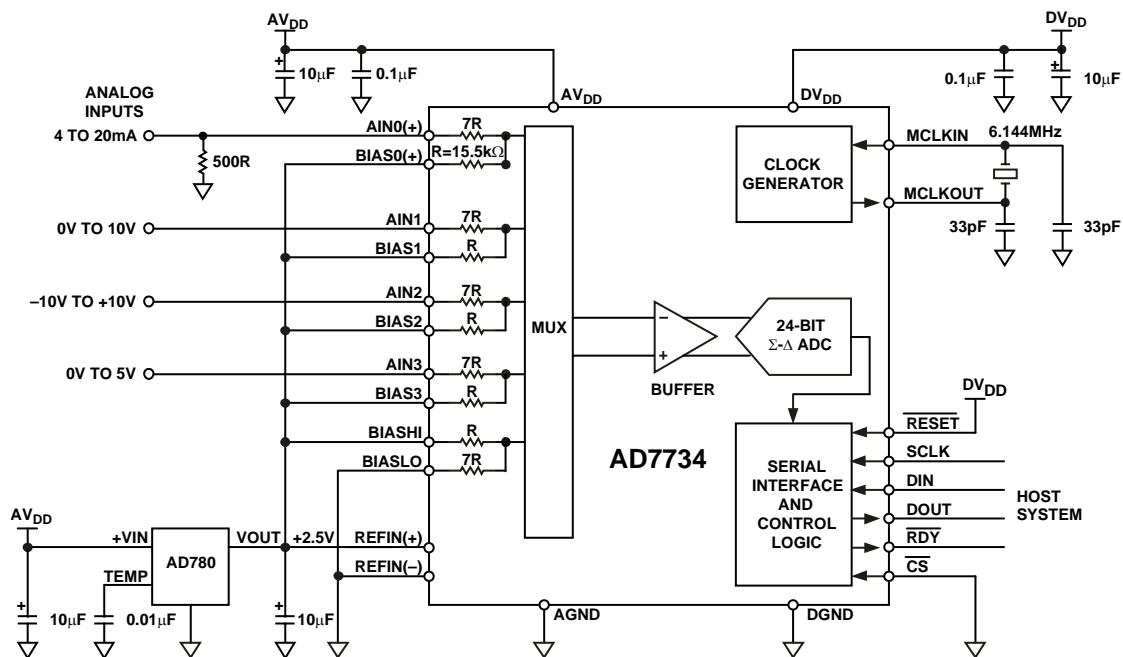 AVDD
10μF
0.1μF
DVDD
0.1μF
10μF
ANALOG
INPUTS
AVDD
DVDD
4 TO 20mA
500R
AIN0(+)
7R
BIAS0(+)
R=15.5kΩ
CLOCK
GENERATOR
MCLKIN
6.144MHz
MCLKOUT
33pF
33pF
0V TO 10V
AIN1
7R
BIAS1
R
–10V TO +10V
AIN2
7R
BIAS2
R
MUX
–
+
BUFFER
24-BIT
Σ-Δ ADC
0V TO 5V
AIN3
7R
BIAS3
R
BIASHI
R
BIASLO
7R
AD7734
DVDD
RESET
SCLK
DIN
DOUT
RDY
CS
SERIAL
INTERFACE
AND
CONTROL
LOGIC
HOST
SYSTEM
AVDD
+VIN
AD780
VOUT
+2.5V
REFIN(+)
TEMP
REFIN(–)
10μF
0.01μF
10μF
AGND
DGND
+
+
+
+